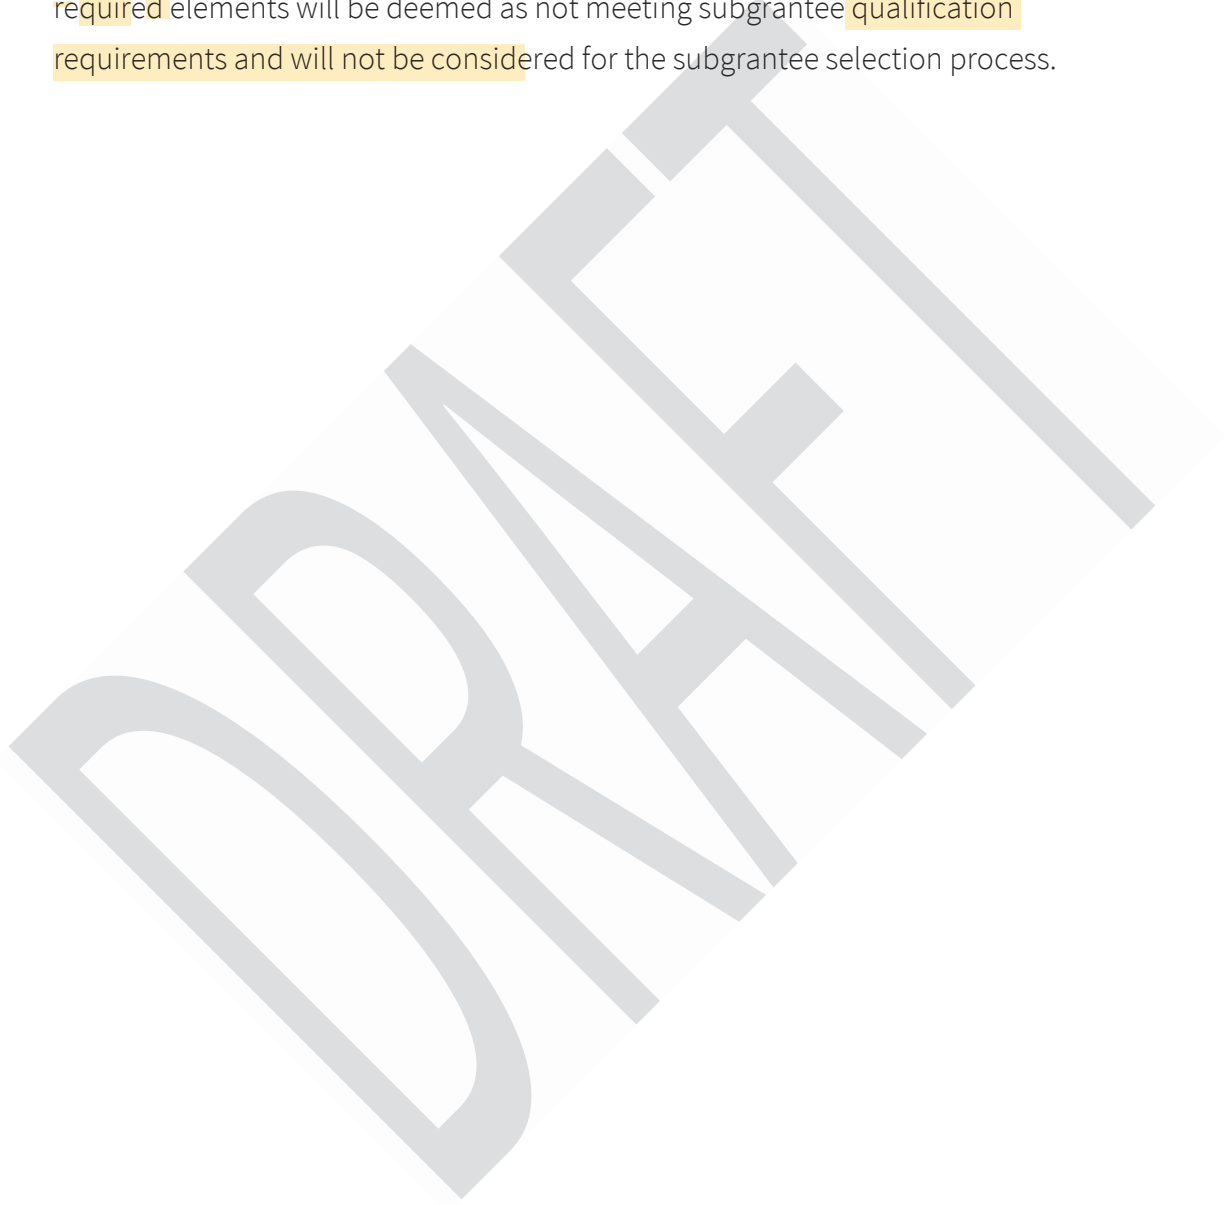 required elements will be deemed as not meeting subgrantee qualification
requirements and will not be considered for the subgrantee selection process.
DRAFT